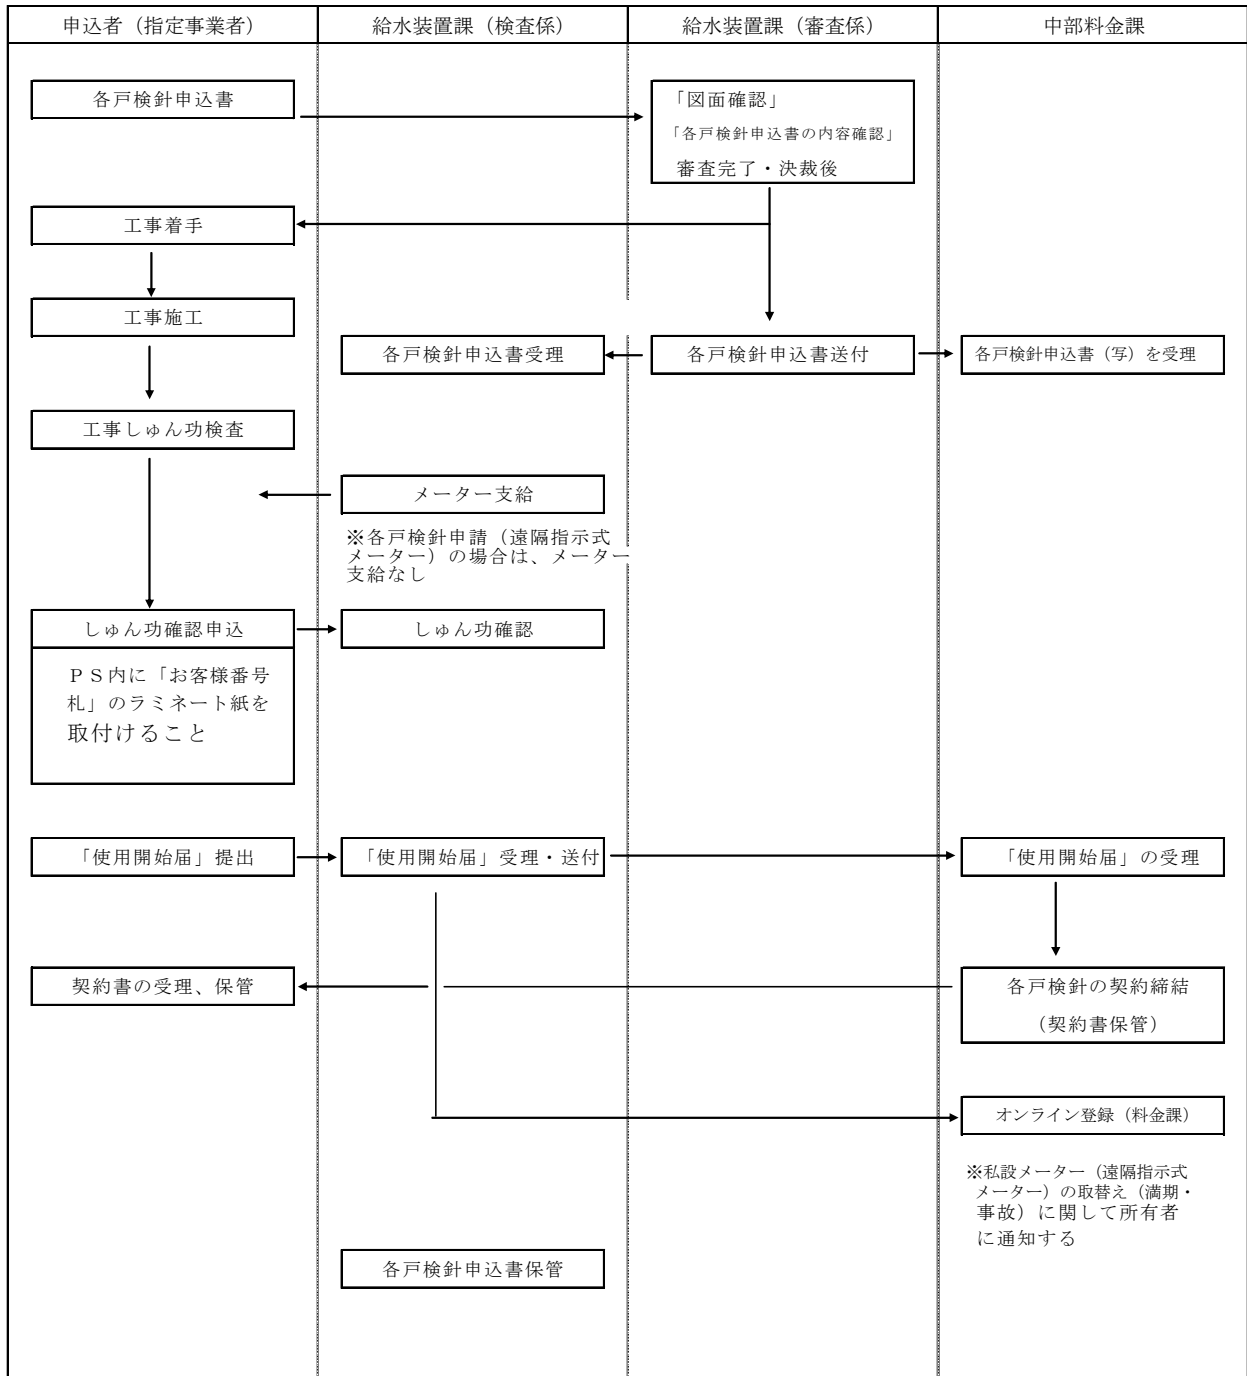 申込者（指定事業者）
給水装置課（検査係）
給水装置課（審査係）
中部料金課
各戸検針申込書
「図面確認」
「各戸検針申込書の内容確認」
審査完了・決裁後
工事着手
工事施工
各戸検針申込書受理
各戸検針申込書送付
各戸検針申込書（写）を受理
工事しゅん功検査
メーター支給
※各戸検針申請（遠隔指示式
メーター）の場合は、メーター
支給なし
しゅん功確認申込
しゅん功確認
ＰＳ内に「お客様番号
札」のラミネート紙を
取付けること
「使用開始届」提出
「使用開始届」受理・送付
「使用開始届」の受理
契約書の受理、保管
各戸検針の契約締結
（契約書保管）
オンライン登録（料金課）
※私設メーター（遠隔指示式
メーター）の取替え（満期・
事故）に関して所有者
に通知する
各戸検針申込書保管